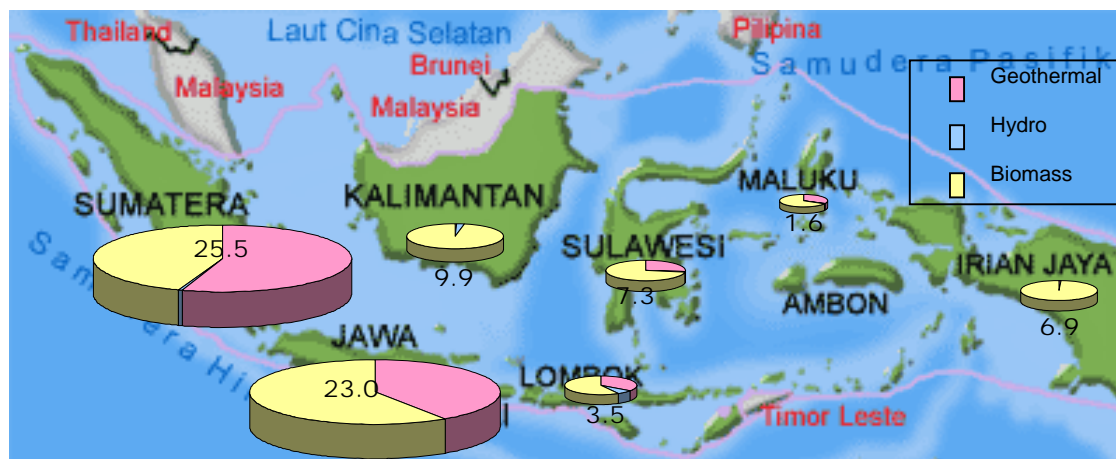 Thailand
Laut Cina Selatan
Pilipina
Brunei
Samudera Pasifik
Malaysia
Malaysia
Geothermal
Hydro
Biomass
MALUKU
1.6
KALIMANTAN
9.9
SUMATERA
25.5
SULAWESI
7.3
IRIAN JAYA
6.9
AMBON
JAWA
23.0
LOMBOK
3.5
Timor Leste